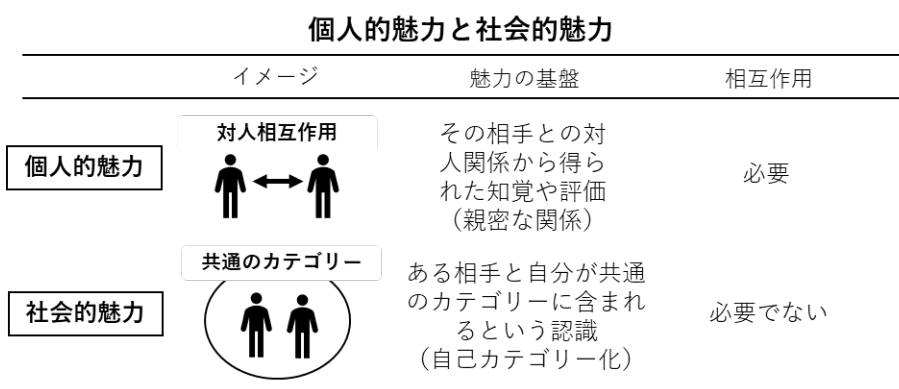 個人的魅力と社会的魅力
イメージ
魅力の基盤
相互作用
個人的魅力
対人相互作用
その相手との対
人関係から得ら
れた知覚や評価
（親密な関係）
必要
社会的魅力
共通のカテゴリー
ある相手と自分が共通
のカテゴリーに含まれ
るという認識
（自己カテゴリー化）
必要でない